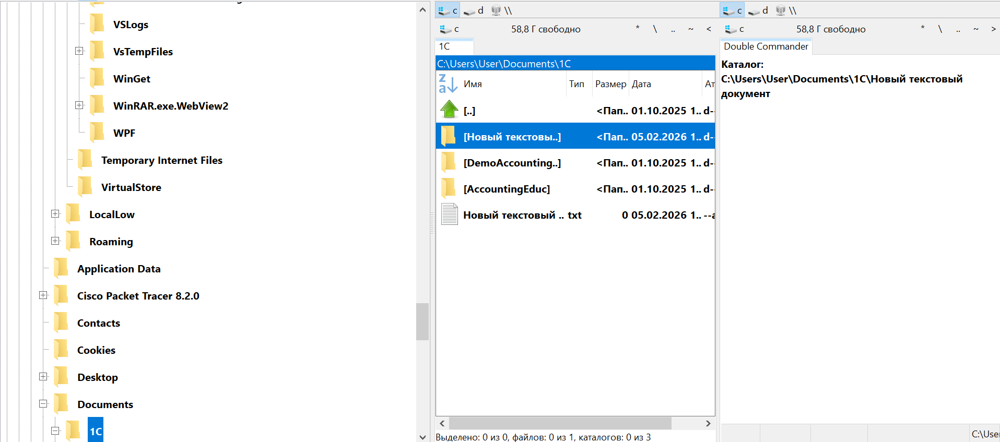 VSLogs
VsTempFiles
WinGet
WinRAR.exe.WebView2
WPF
Temporary Internet Files
VirtualStore
LocalLow
Roaming
Application Data
Cisco Packet Tracer 8.2.0
Contacts
Cookies
Desktop
Documents
1C
c d \\
c 58,8 Г свободно * \ .. ~ <
1C
C:\Users\User\Documents\1C
Имя Тип Размер Дата Ат
[..] <Пап.. 01.10.2025 1.. d-
[Новый текстовы..] <Пап.. 05.02.2026 1.. d-
[DemoAccounting..] <Пап.. 01.10.2025 1.. d-
[AccountingEduc] <Пап.. 01.10.2025 1.. d-
Новый текстовый .. txt 0 05.02.2026 1.. --a
Выделено: 0 из 0, файлов: 0 из 1, каталогов: 0 из 3
c d \\
c 58,8 Г свободно * \ .. ~ >
Double Commander
Каталог:
C:\Users\User\Documents\1C\Новый текстовый
документ
C:\User